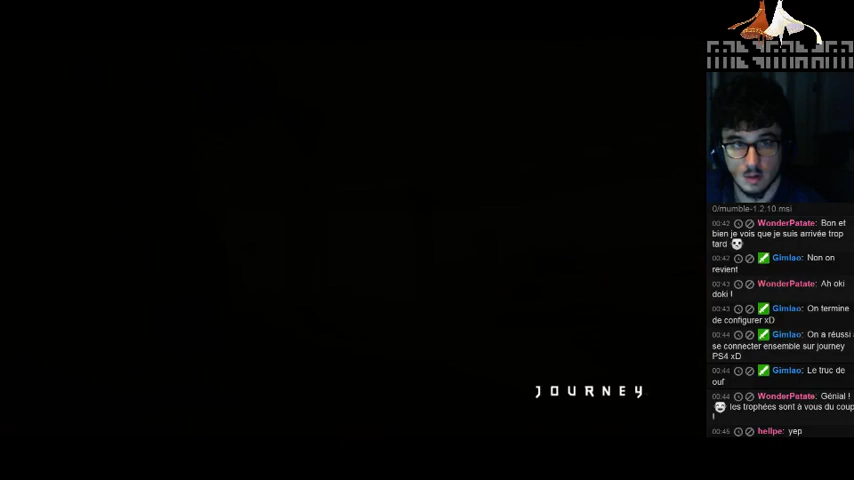 0/mumble-1.2.10.msi
00:42 WonderPatate: Bon et
bien je vois que je suis arrivée trop
tard
00:42 Gimlao: Non on
revient
00:43 WonderPatate: Ah oki
doki !
00:43 Gimlao: On termine
de configurer xD
00:44 Gimlao: On a réussi à
se connecter ensemble sur journey
PS4 xD
00:44 Gimlao: Le truc de
ouf
00:44 WonderPatate: Génial !
les trophées sont à vous du coup
!
00:45 hellpe: yep
JOURNEY